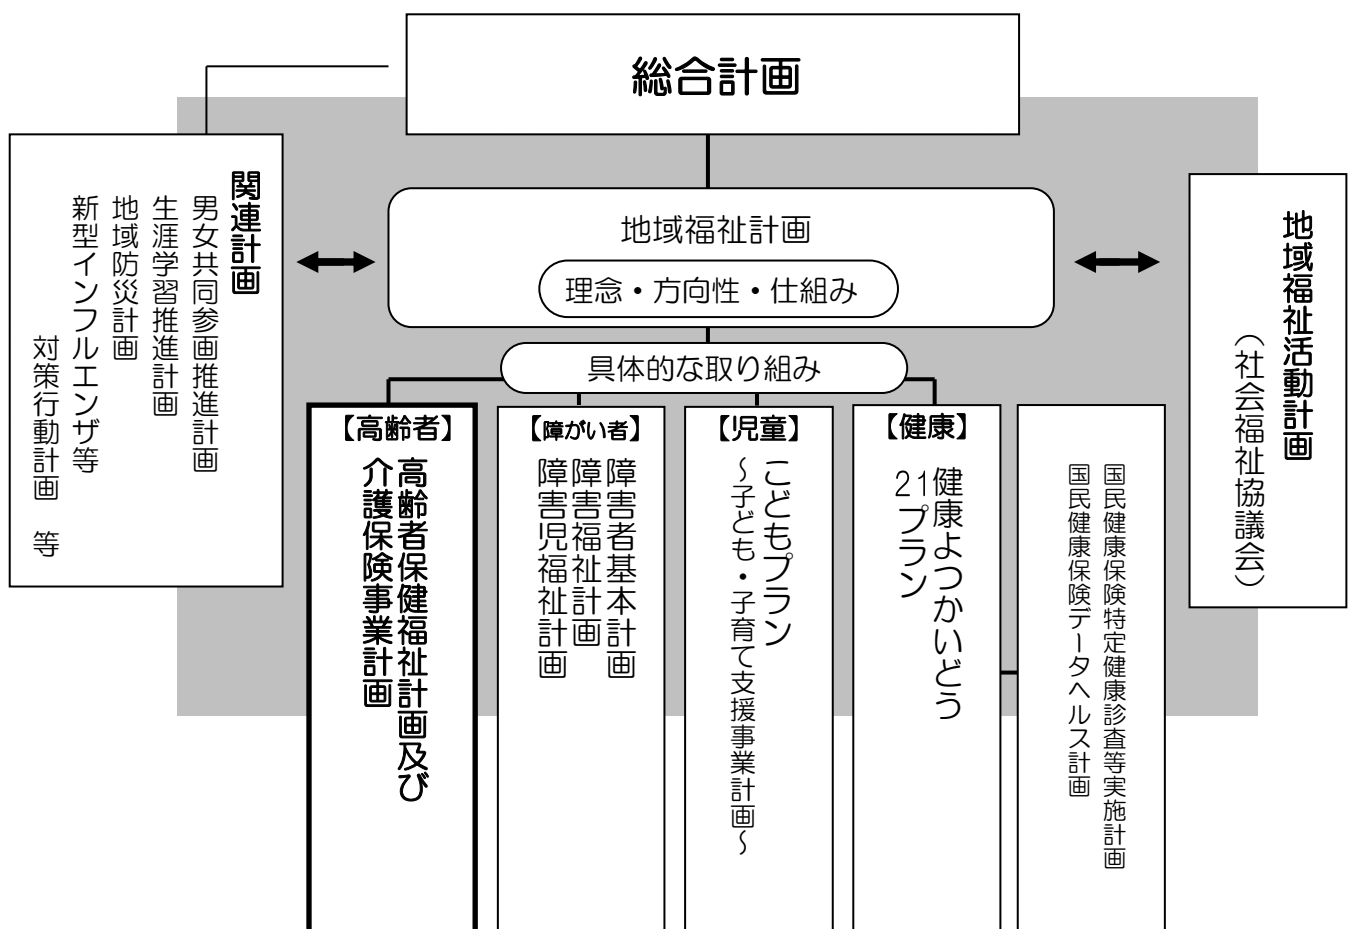 総合計画
関連計画
男女共同参画推進計画
生涯学習推進計画
地域防災計画
新型インフルエンザ等
対策行動計画 等
地域福祉計画
理念・方向性・仕組み
地域福祉活動計画
（社会福祉協議会）
具体的な取り組み
【高齢者】
高齢者保健福祉計画及び
介護保険事業計画
【障がい者】
障害者基本計画
障害福祉計画
障害児福祉計画
【児童】
こどもプラン
～子ども・子育て支援事業計画～
【健康】
健康よつかいどう
21プラン
国民健康保険特定健康診査等実施計画
国民健康保険データヘルス計画